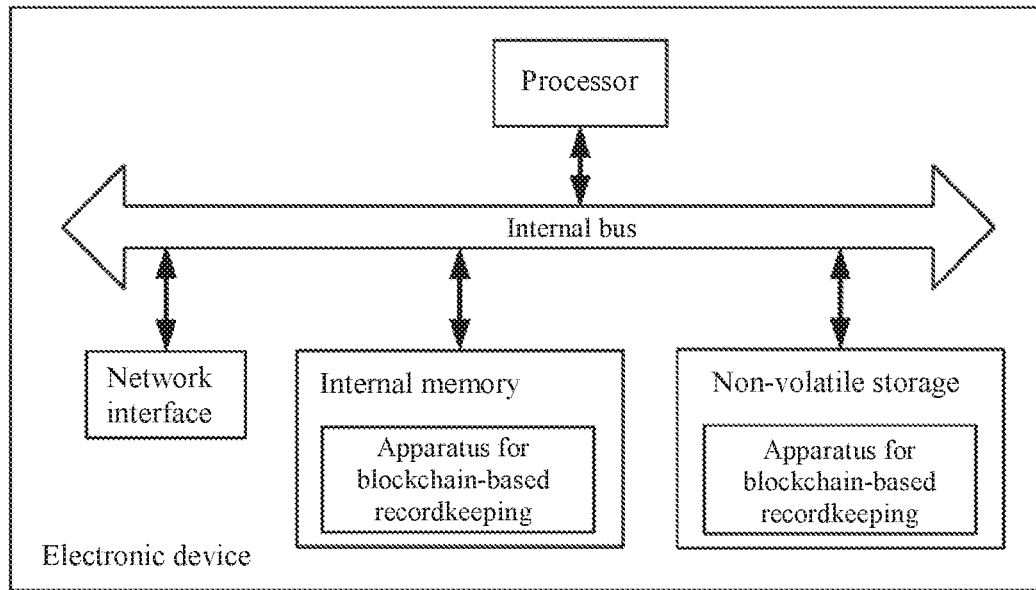 Processor
Internal bus
Network
interface
Internal memory
Apparatus for
blockchain-based
recordkeeping
Non-volatile storage
Apparatus for
blockchain-based
recordkeeping
Electronic device